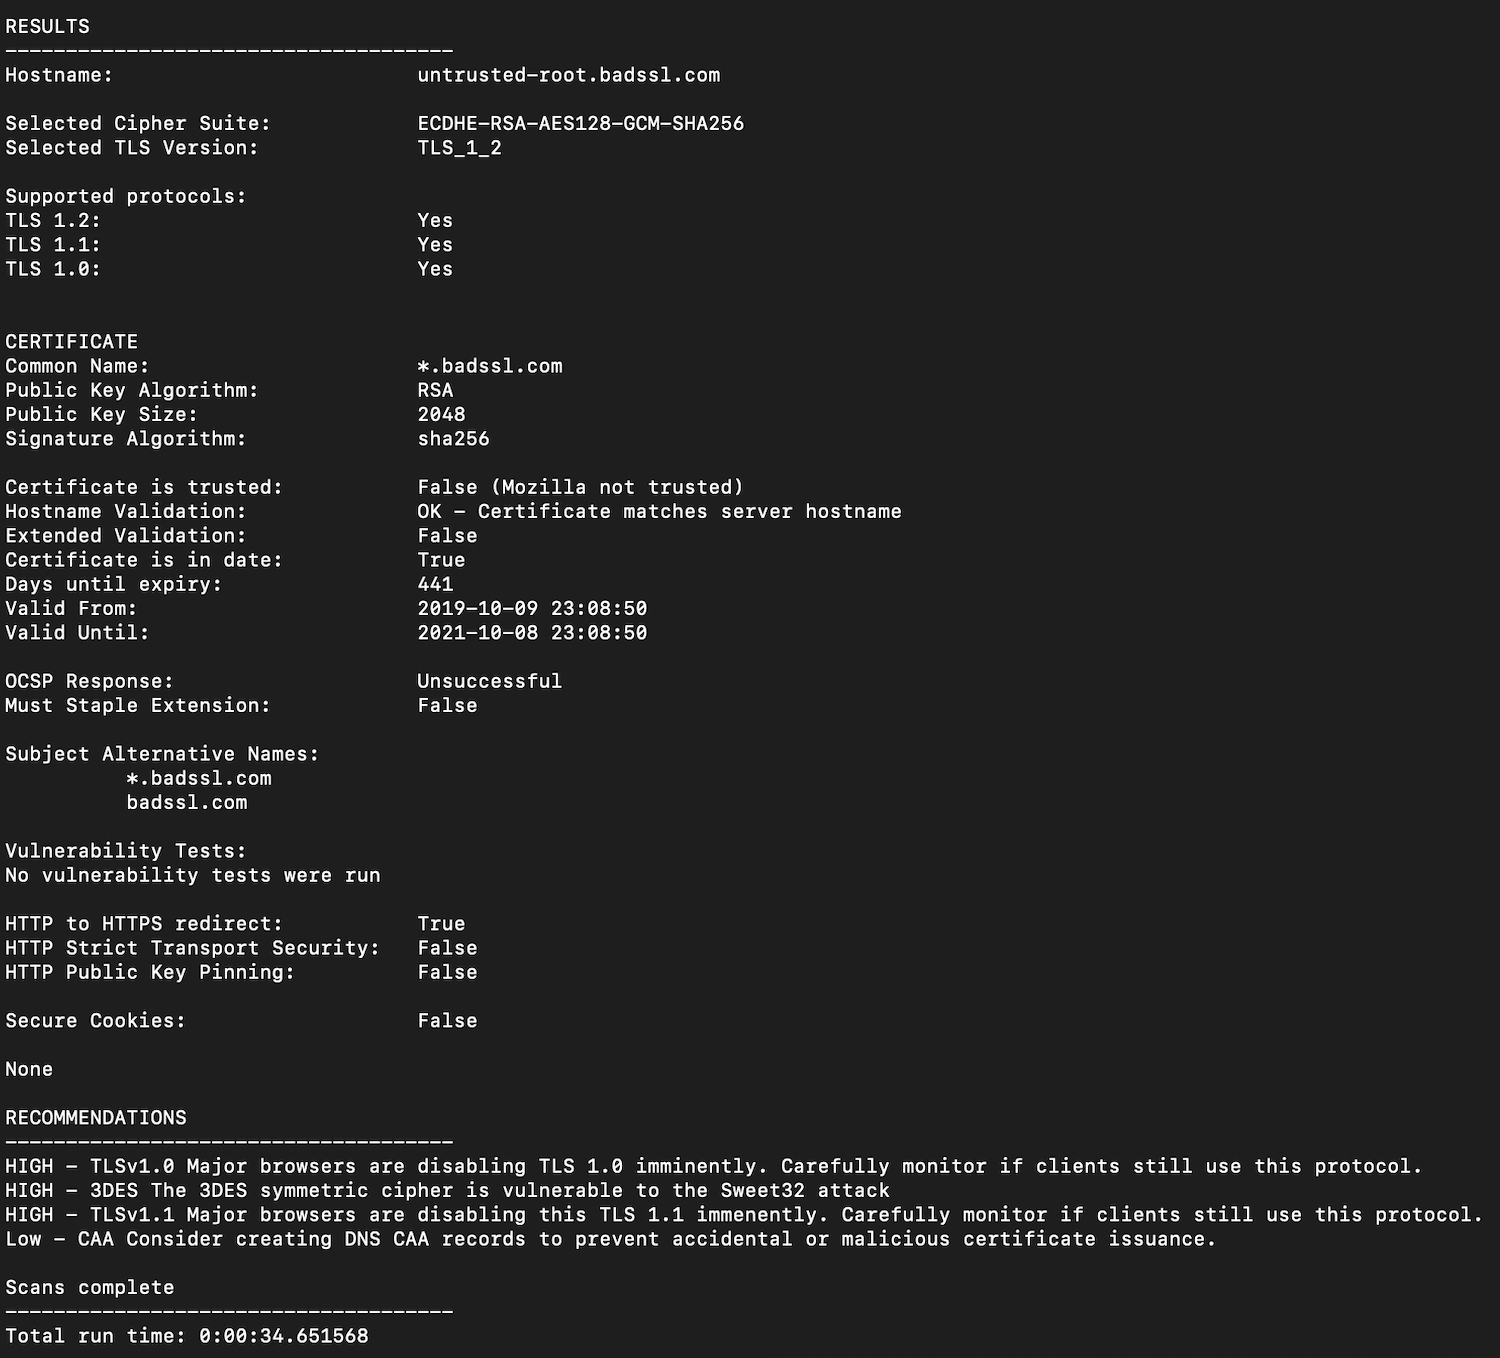 RESULTS
-------------------------------------
Hostname: untrusted-root.badssl.com
Selected Cipher Suite: ECDHE-RSA-AES128-GCM-SHA256
Selected TLS Version: TLS_1_2
Supported protocols:
TLS 1.2: Yes
TLS 1.1: Yes
TLS 1.0: Yes
CERTIFICATE
Common Name: *.badssl.com
Public Key Algorithm: RSA
Public Key Size: 2048
Signature Algorithm: sha256
Certificate is trusted: False (Mozilla not trusted)
Hostname Validation: OK - Certificate matches server hostname
Extended Validation: False
Certificate is in date: True
Days until expiry: 441
Valid From: 2019-10-09 23:08:50
Valid Until: 2021-10-08 23:08:50
OCSP Response: Unsuccessful
Must Staple Extension: False
Subject Alternative Names:
*.badssl.com
badssl.com
Vulnerability Tests:
No vulnerability tests were run
HTTP to HTTPS redirect: True
HTTP Strict Transport Security: False
HTTP Public Key Pinning: False
Secure Cookies: False
None
RECOMMENDATIONS
-------------------------------------
HIGH - TLSv1.0 Major browsers are disabling TLS 1.0 imminently. Carefully monitor if clients still use this protocol.
HIGH - 3DES The 3DES symmetric cipher is vulnerable to the Sweet32 attack
HIGH - TLSv1.1 Major browsers are disabling this TLS 1.1 immenently. Carefully monitor if clients still use this protocol.
Low - CAA Consider creating DNS CAA records to prevent accidental or malicious certificate issuance.
Scans complete
-------------------------------------
Total run time: 0:00:34.651568